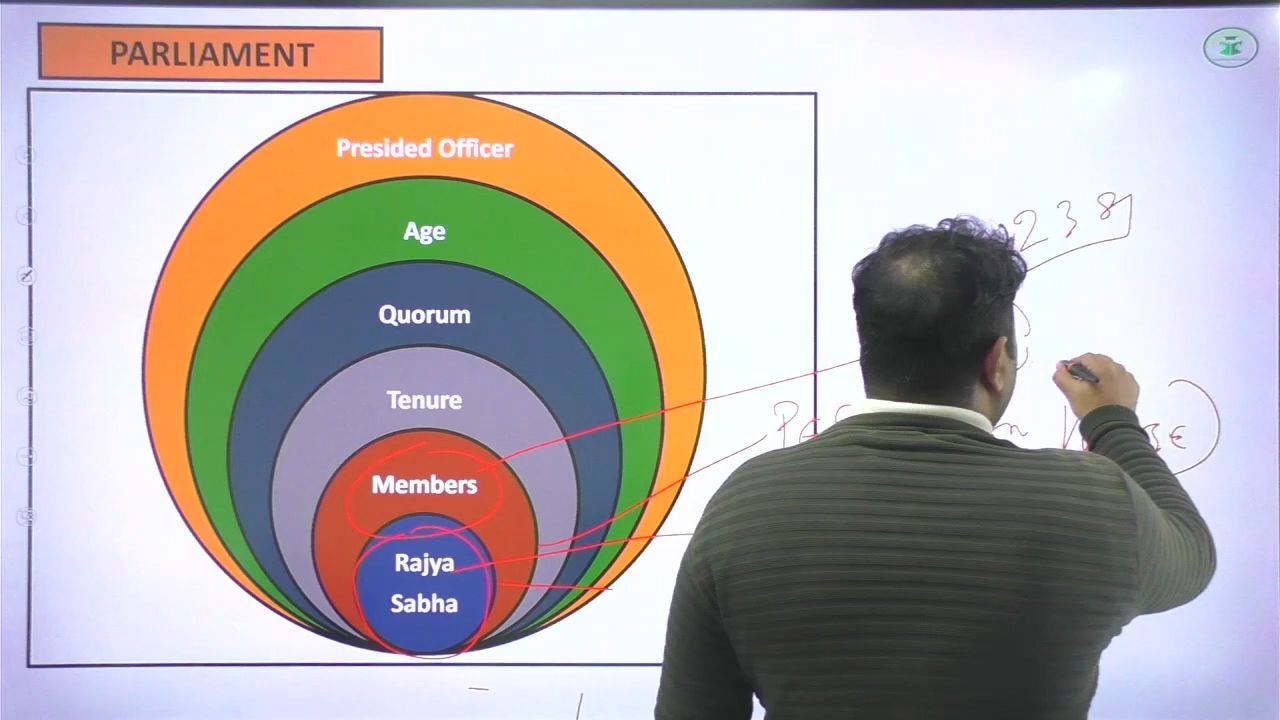 PARLIAMENT
Presided Officer
Age
Quorum
Tenure
Members
Rajya
Sabha
238